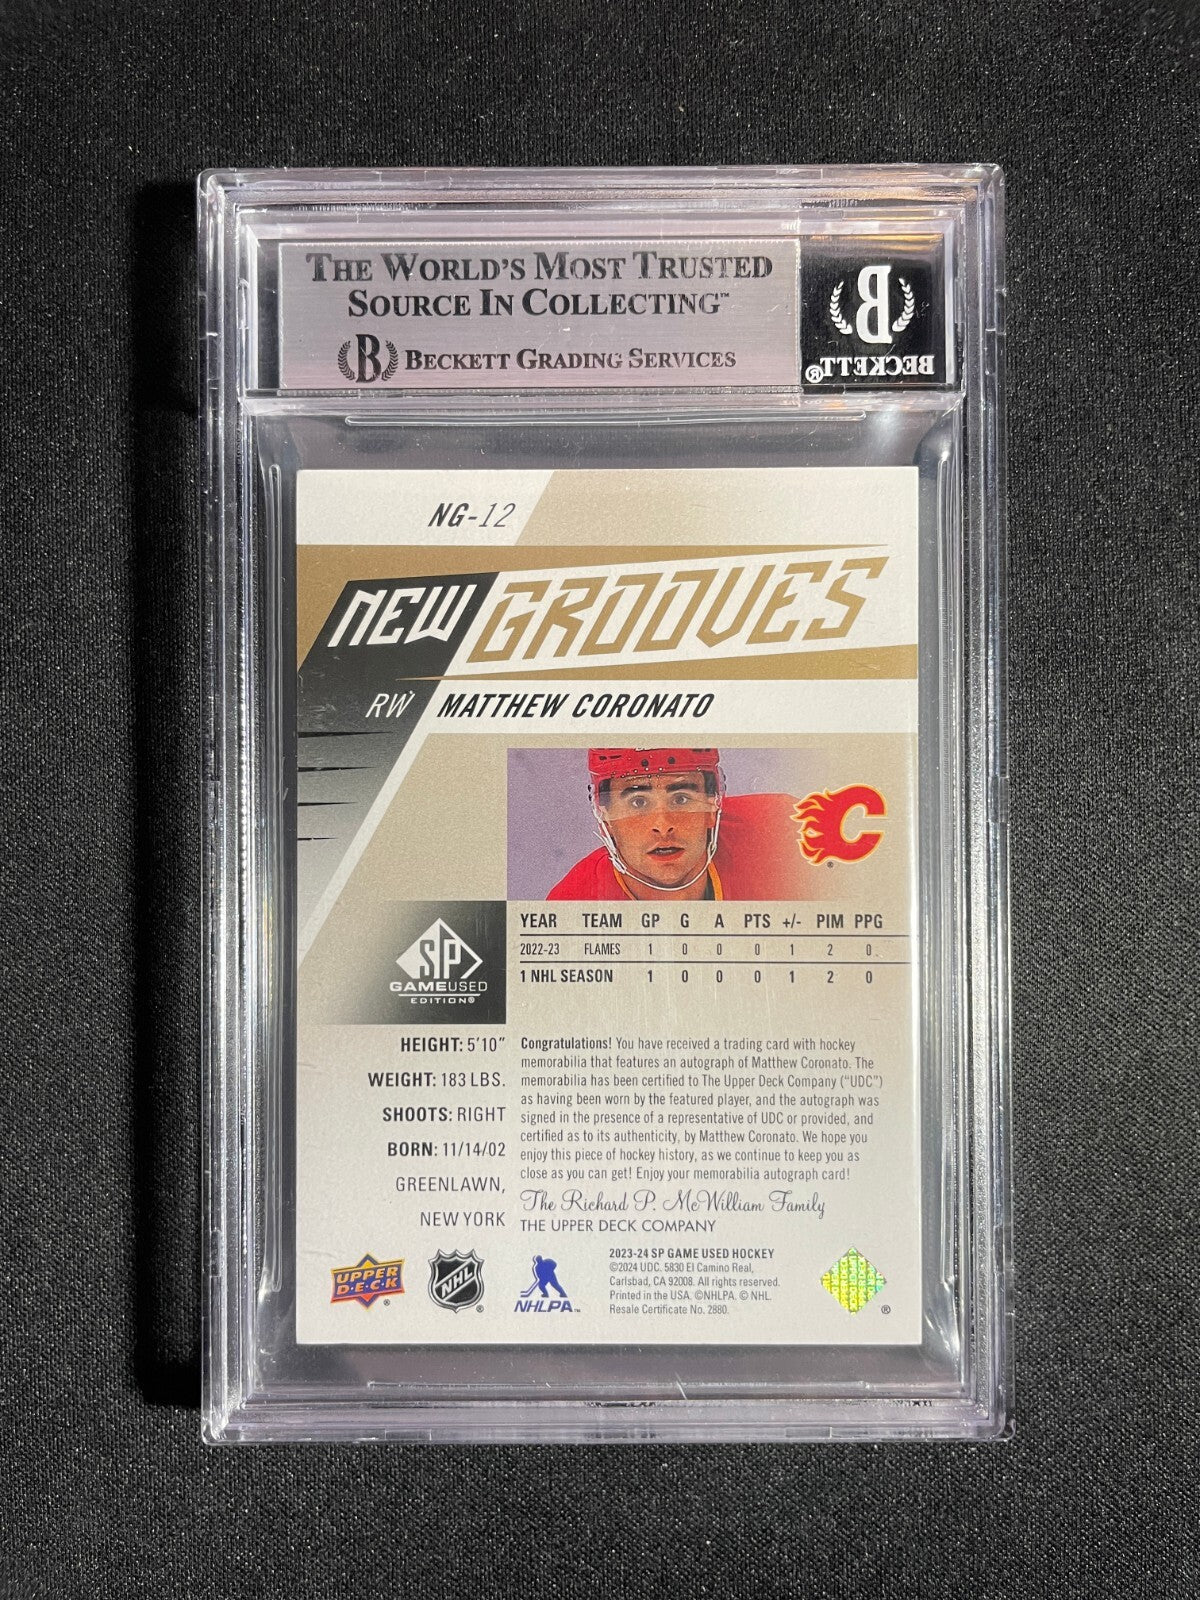 THE WORLD'S MOST TRUSTED
SOURCE IN COLLECTING™
B BECKETT GRADING SERVICES
B
BECKETT®
NG-12
NEW GROOVES
RW MATTHEW CORONATO
C
®
SP
GAMEUSED
EDITION®
YEAR TEAM GP G A PTS +/- PIM PPG
2022-23 FLAMES 1 0 0 0 1 2 0
1 NHL SEASON 1 0 0 0 1 2 0
HEIGHT: 5'10"
WEIGHT: 183 LBS.
SHOOTS: RIGHT
BORN: 11/14/02
GREENLAWN,
NEW YORK
Congratulations! You have received a trading card with hockey
memorabilia that features an autograph of Matthew Coronato. The
memorabilia has been certified to The Upper Deck Company ("UDC")
as having been worn by the featured player, and the autograph was
signed in the presence of a representative of UDC or provided, and
certified as to its authenticity, by Matthew Coronato. We hope you
enjoy this piece of hockey history, as we continue to keep you as
close as you can get! Enjoy your memorabilia autograph card!
The Richard P. McWilliam Family
THE UPPER DECK COMPANY
UPPER
D·E·C·K
®
NHL
®
NHLPA™
2023-24 SP GAME USED HOCKEY
©2024 UDC. 5830 El Camino Real,
Carlsbad, CA 92008. All rights reserved.
Printed in the USA. ©NHLPA. © NHL.
Resale Certificate No. 2880.
®